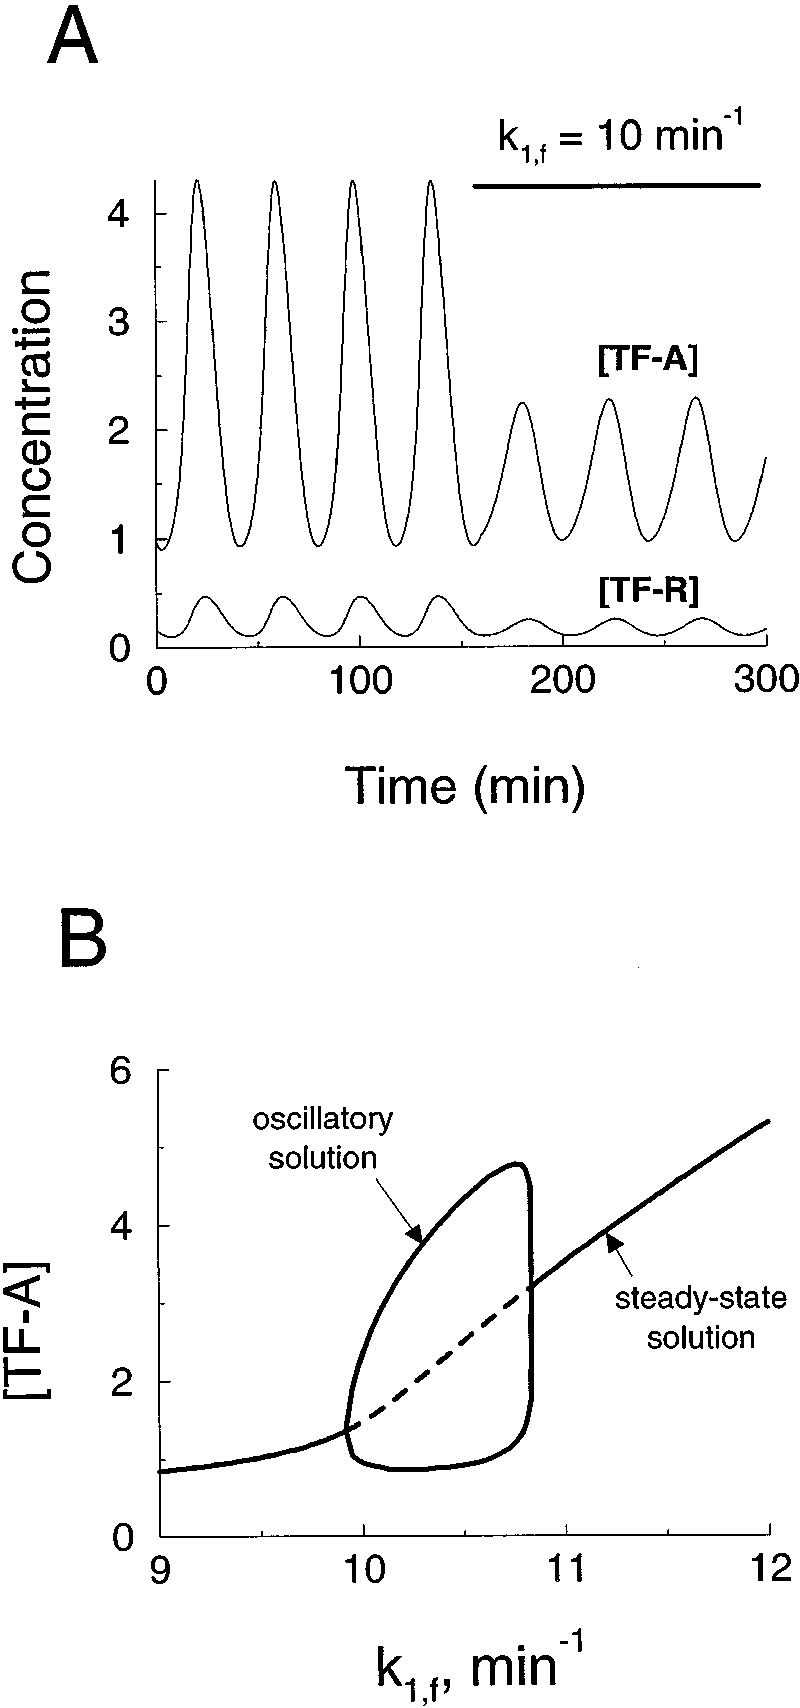 A
k1,f = 10 min-1
4
3
2
1
0
Concentration
[TF-A]
[TF-R]
0 100 200 300
Time (min)
B
6
4
2
0
[TF-A]
oscillatory
solution
steady-state
solution
9 10 11 12
k1,f, min-1